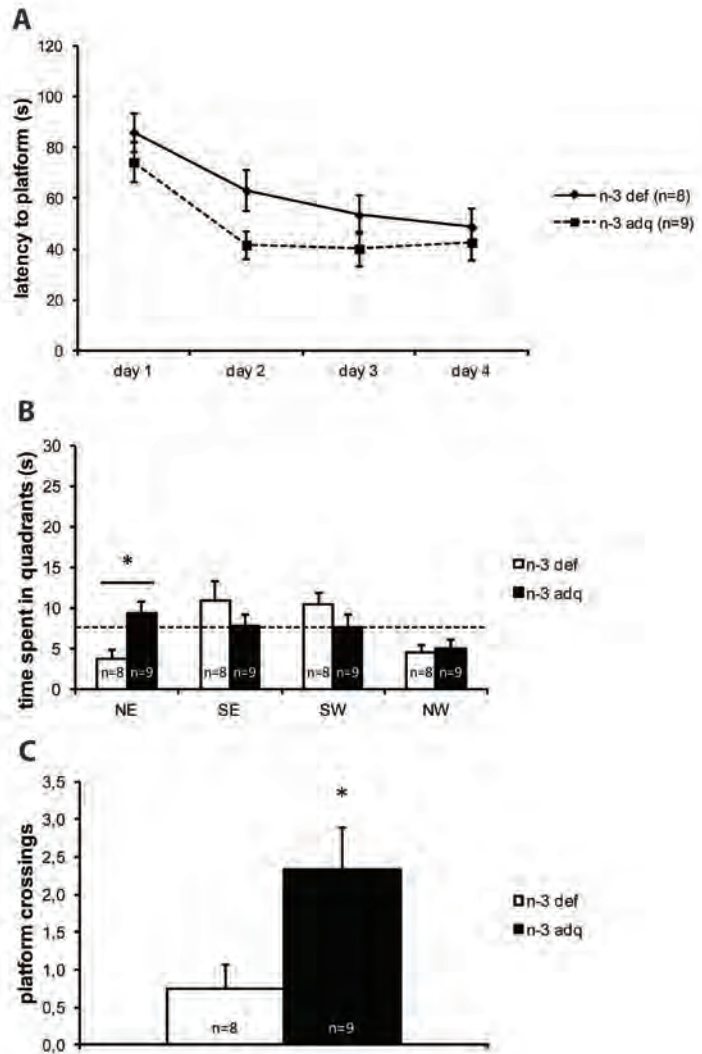 A
latency to platform (s)
120
100
80
60
40
20
0
day 1 day 2 day 3 day 4
n-3 def (n=8)
n-3 adq (n=9)
B
time spent in quadrants (s)
30
25
20
15
10
5
0
*
n=8 n=9 n=8 n=9 n=8 n=9 n=8 n=9
NE SE SW NW
n-3 def
n-3 adq
C
platform crossings
3,5
3,0
2,5
2,0
1,5
1,0
0,5
0,0
*
n=8 n=9
n-3 def
n-3 adq